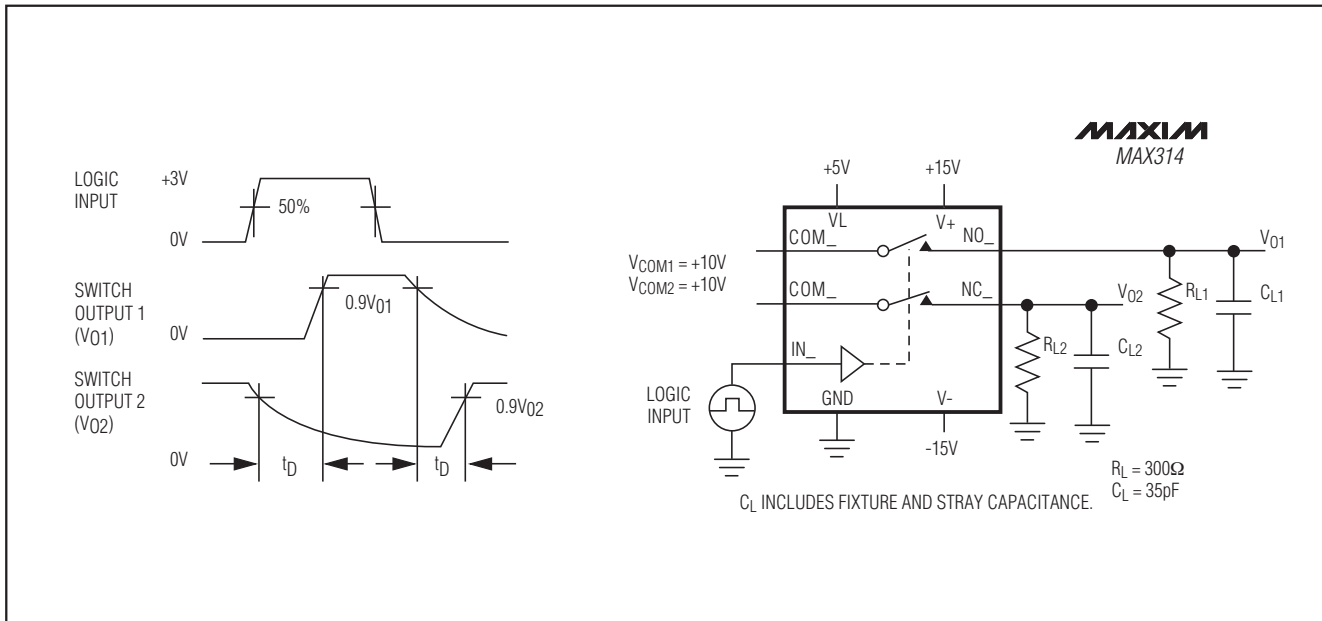 LOGIC
INPUT
+3V
50%
0V
SWITCH
OUTPUT 1
(VO1)
0.9VO1
0V
SWITCH
OUTPUT 2
(VO2)
0.9VO2
0V
tD
tD
MAXIM
MAX314
+5V
+15V
VL
V+
COM_
NO_
VO1
VCOM1 = +10V
VCOM2 = +10V
COM_
NC_
VO2
RL1
CL1
RL2
CL2
IN_
LOGIC
INPUT
GND
V-
-15V
RL = 300Ω
CL = 35pF
CL INCLUDES FIXTURE AND STRAY CAPACITANCE.